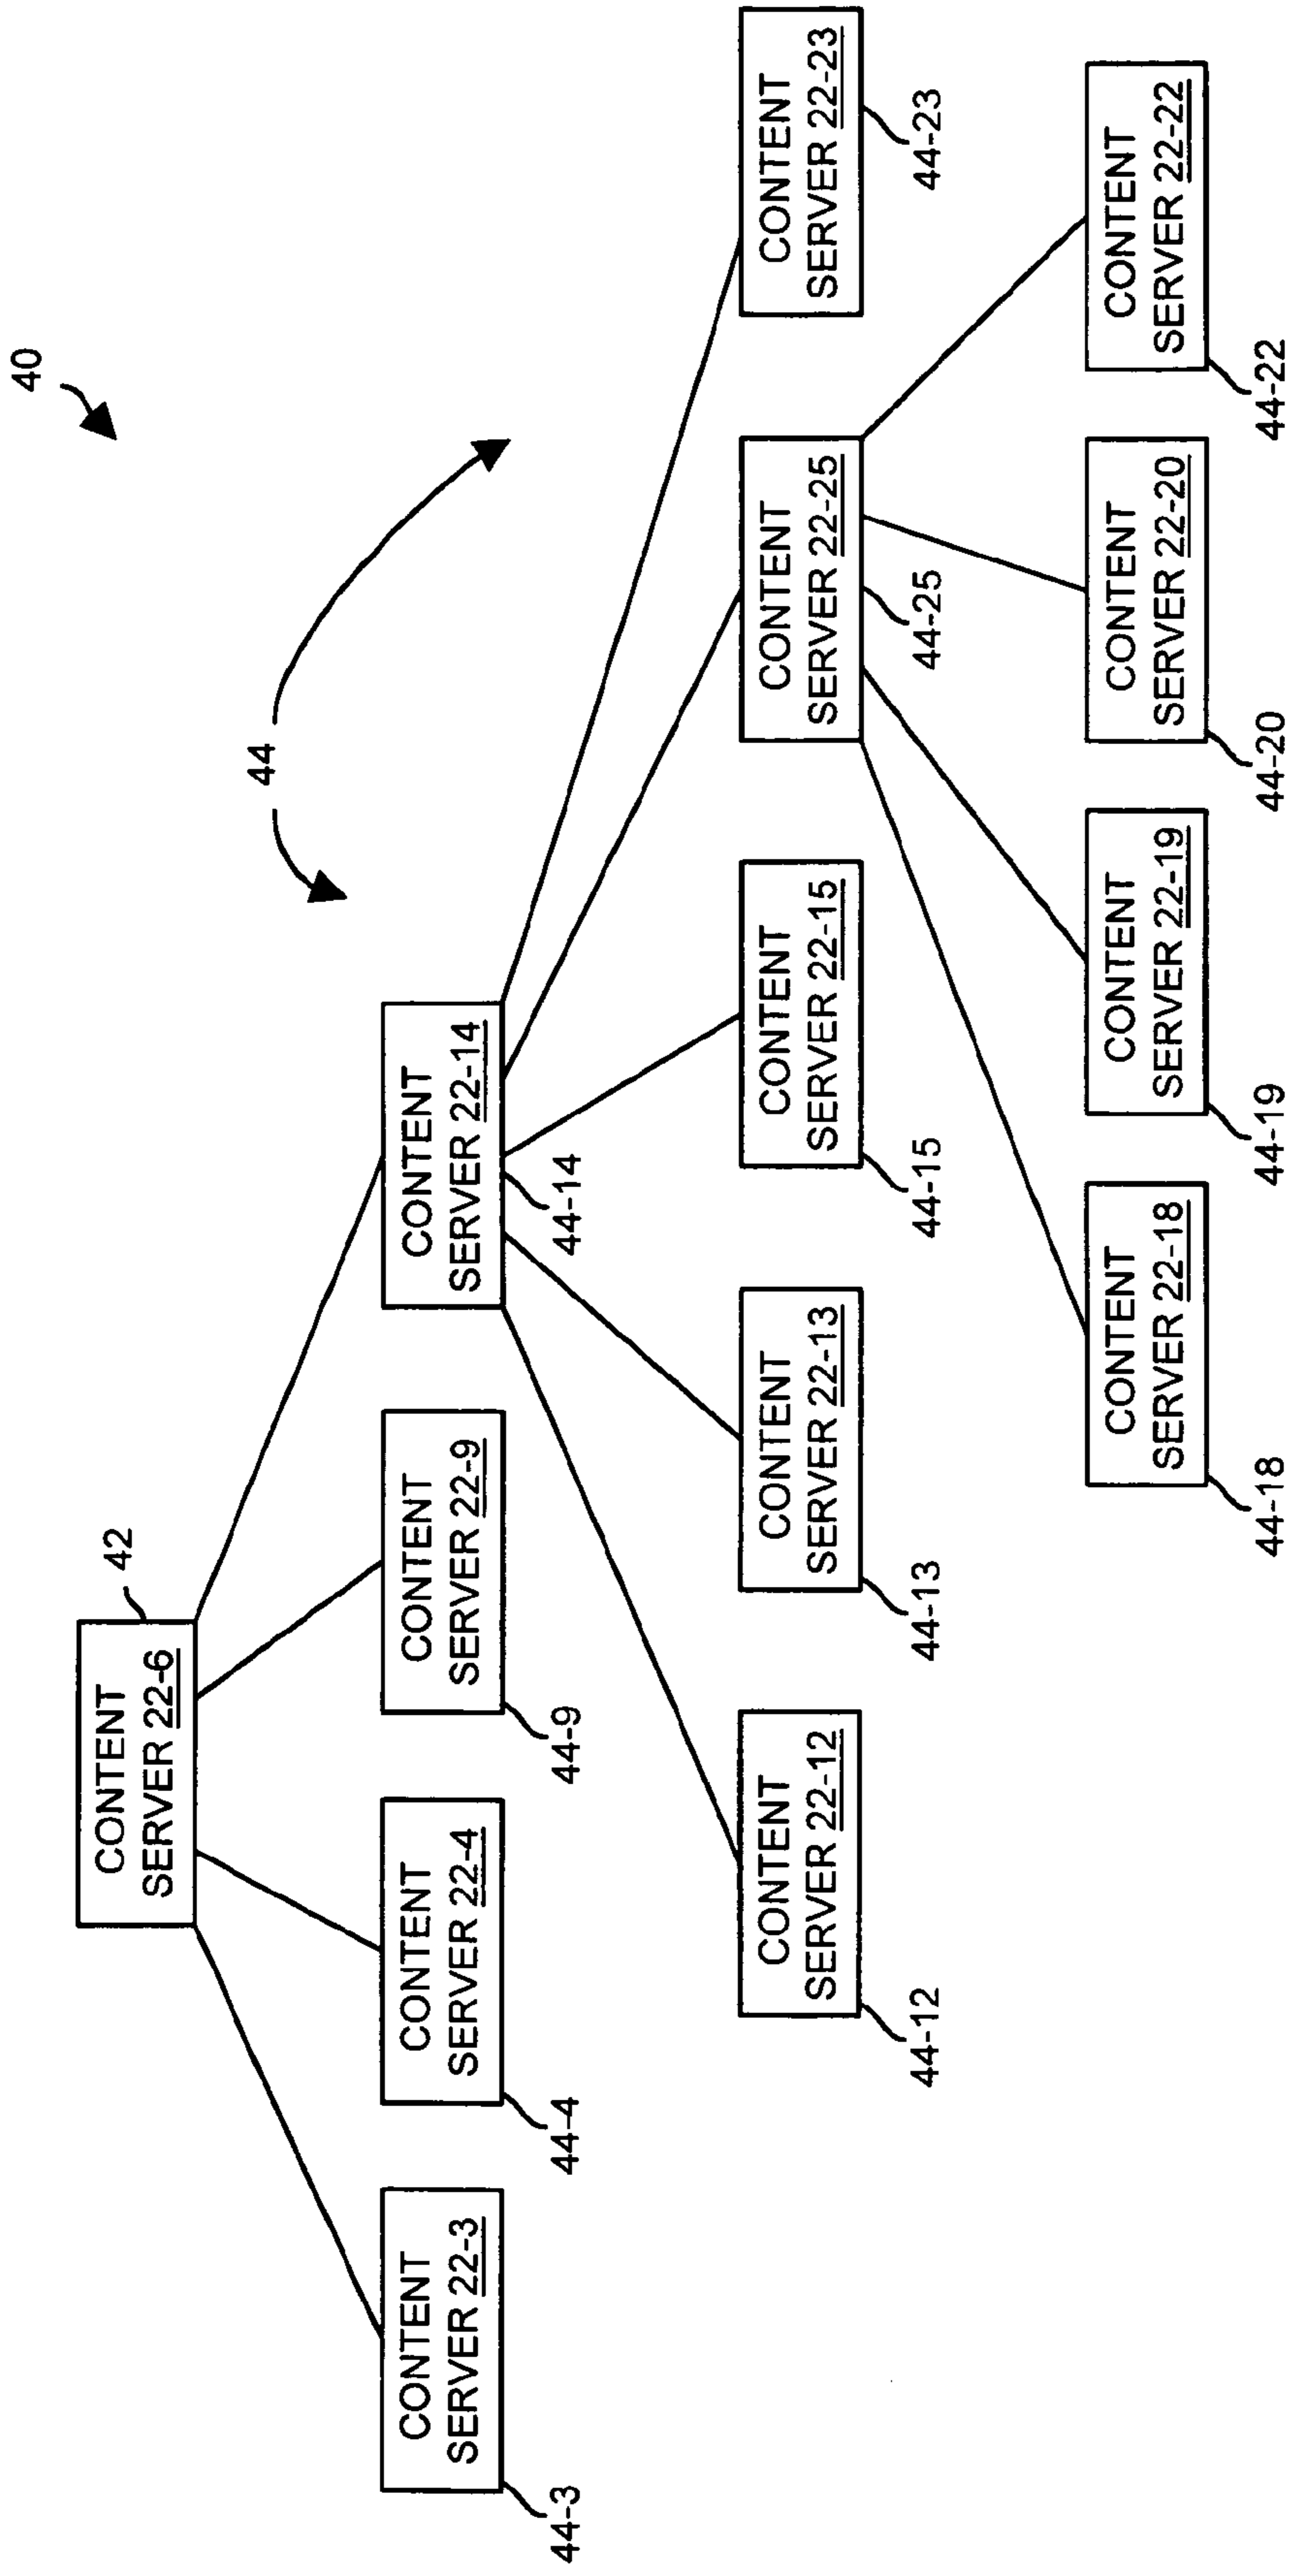 40
44
CONTENT
SERVER 22-6
42
CONTENT
SERVER 22-3
44-3
CONTENT
SERVER 22-4
44-4
CONTENT
SERVER 22-9
44-9
CONTENT
SERVER 22-14
44-14
CONTENT
SERVER 22-12
44-12
CONTENT
SERVER 22-13
44-13
CONTENT
SERVER 22-15
44-15
CONTENT
SERVER 22-25
44-25
CONTENT
SERVER 22-23
44-23
CONTENT
SERVER 22-18
44-18
CONTENT
SERVER 22-19
44-19
CONTENT
SERVER 22-20
44-20
CONTENT
SERVER 22-22
44-22